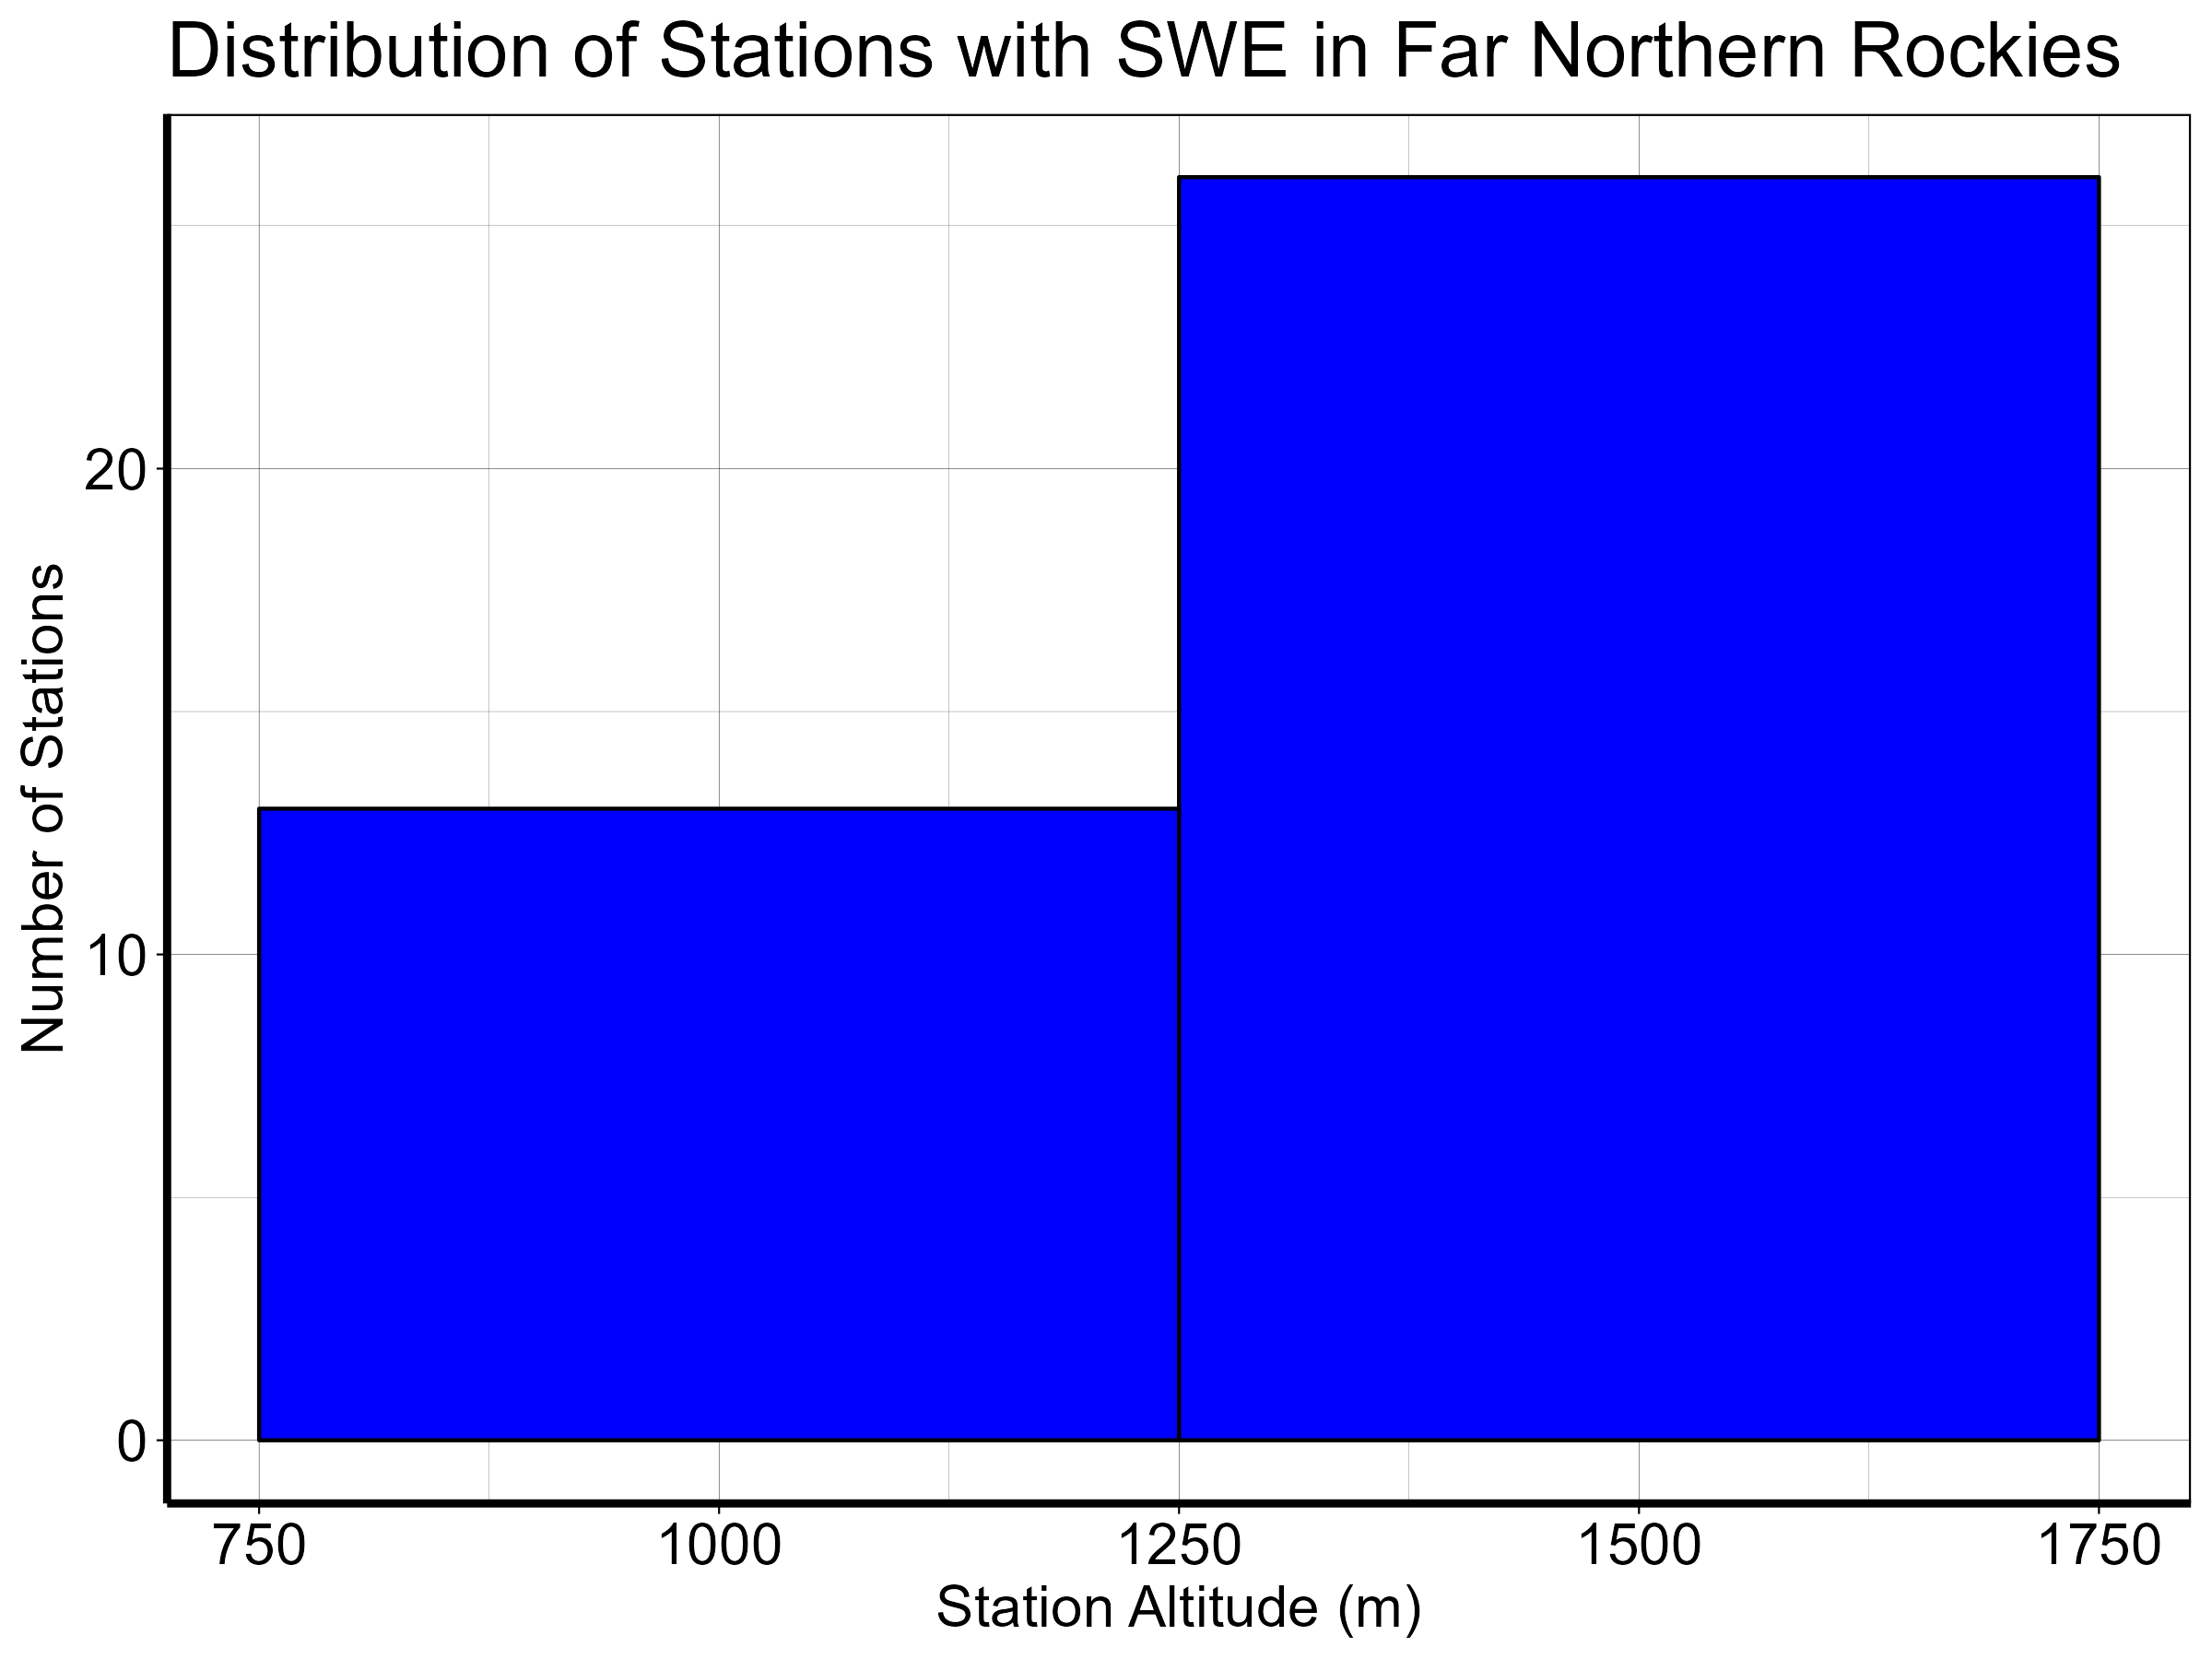 Distribution of Stations with SWE in Far Northern Rockies
Number of Stations
20
10
0
750 1000 1250 1500 1750
Station Altitude (m)